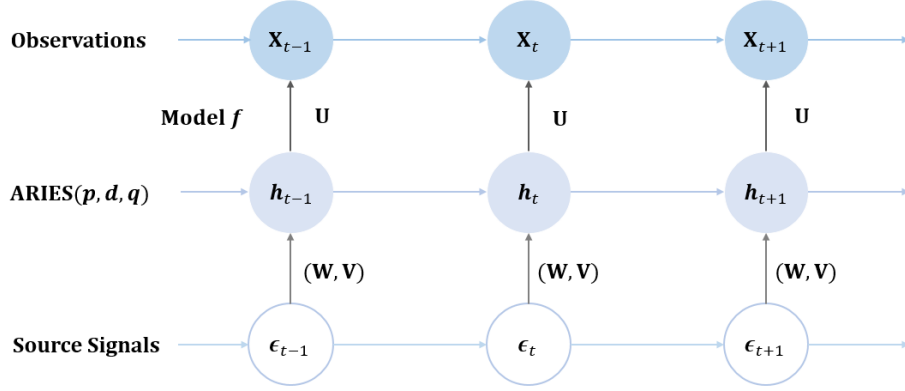 Observations X_{t−1} X_t X_{t+1}
Model f U U U
ARIES(p, d, q) h_{t−1} h_t h_{t+1}
(W, V) (W, V) (W, V)
Source Signals ϵ_{t−1} ϵ_t ϵ_{t+1}